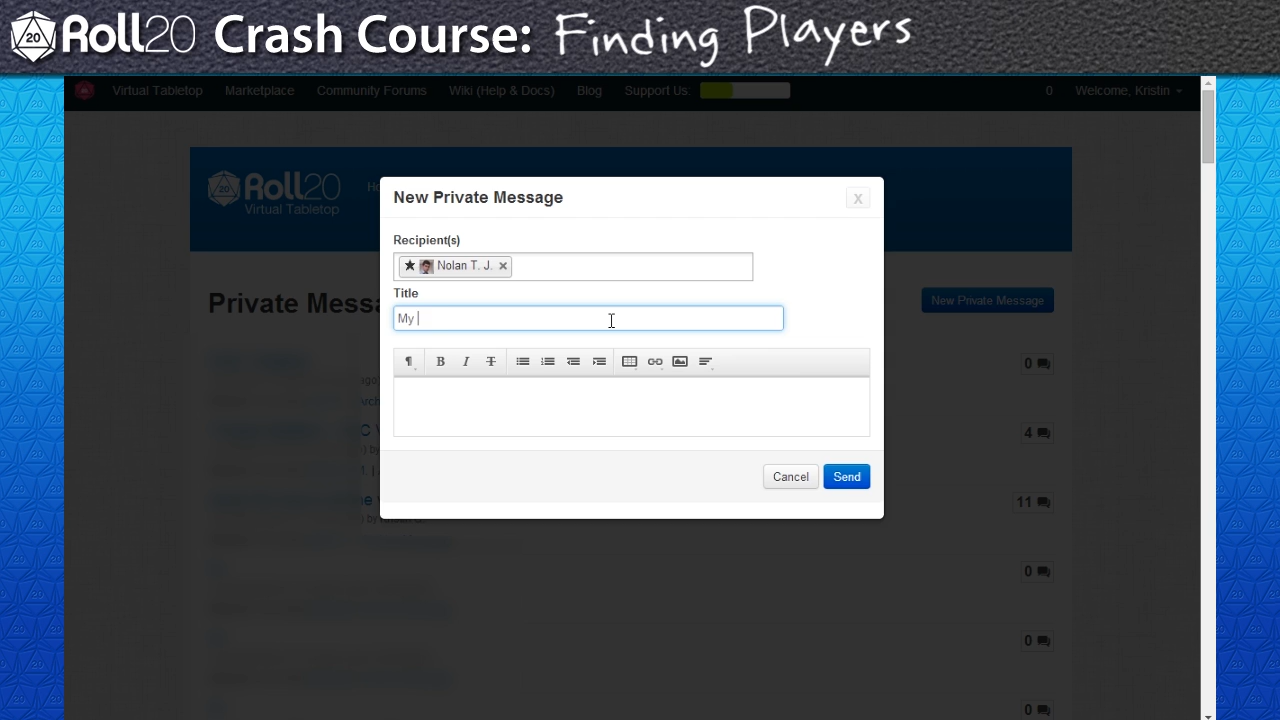 Roll20 Crash Course: Finding Players
Virtual Tabletop Marketplace Community Forums Wiki (Help & Docs) Blog Support Us: 0 Welcome, Kristin
Roll20
Virtual Tabletop
New Private Message
X
Recipient(s)
Nolan T. J.
Title
My
Private Messa
New Private Message
B I T
Cancel Send
0
4
11
0
0
0